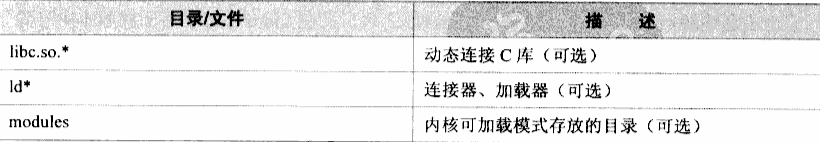 目录/文件 描 述
libc.so.* 动态连接 C 库（可选）
ld* 连接器、加载器（可选）
modules 内核可加载模式存放的目录（可选）